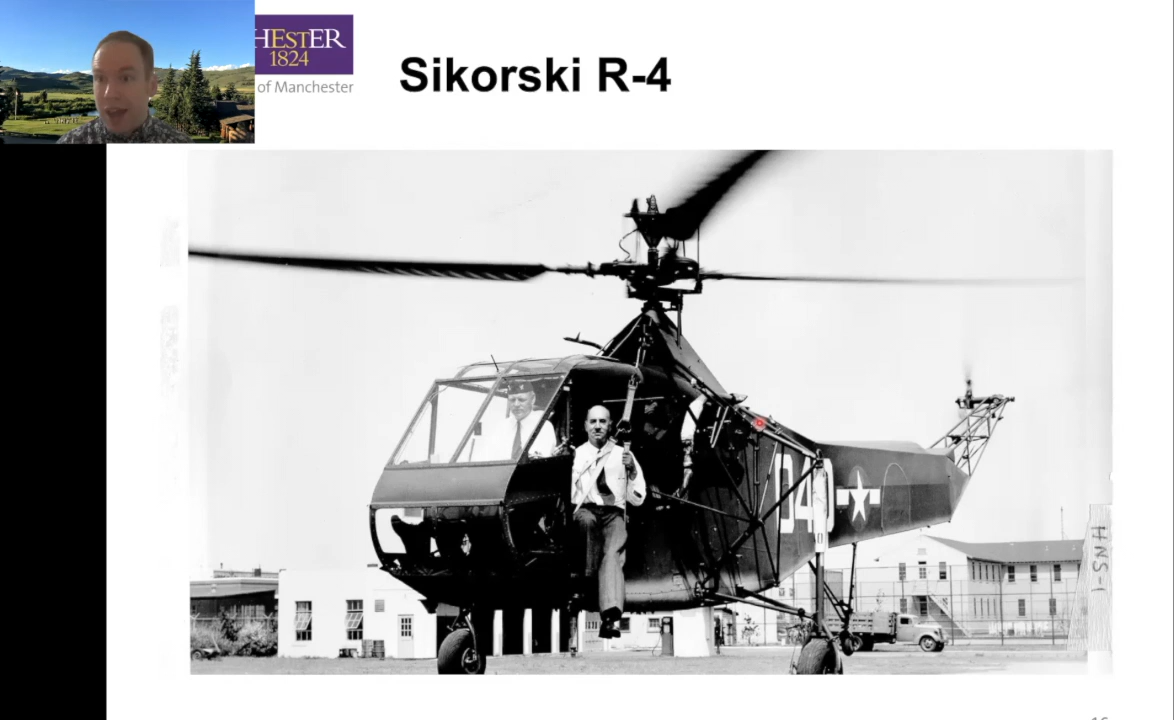 HESTER
1824
of Manchester
Sikorski R-4
040
HNS-1